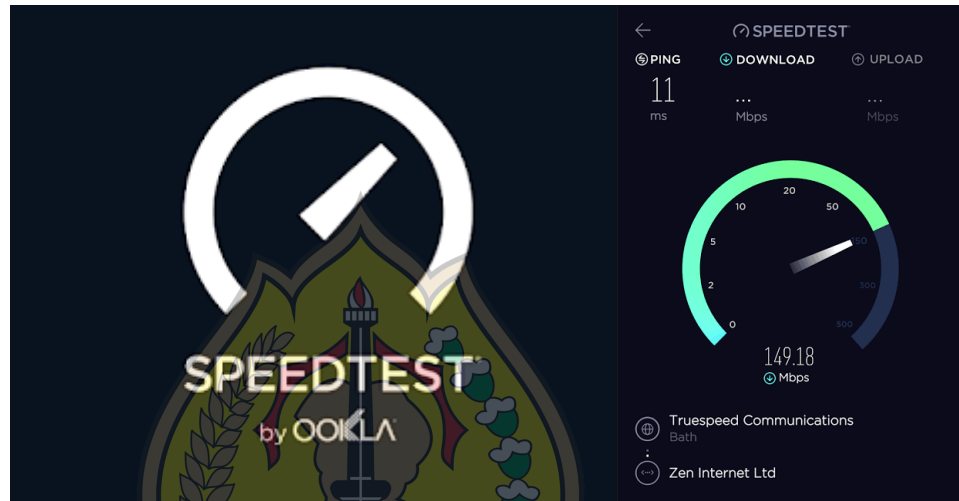 SPEEDTEST
by OOKLA
SPEEDTEST
PING DOWNLOAD UPLOAD
11 ... ...
ms Mbps Mbps
0
2
5
10
20
50
150
300
500
149.18
Mbps
Truespeed Communications
Bath
Zen Internet Ltd